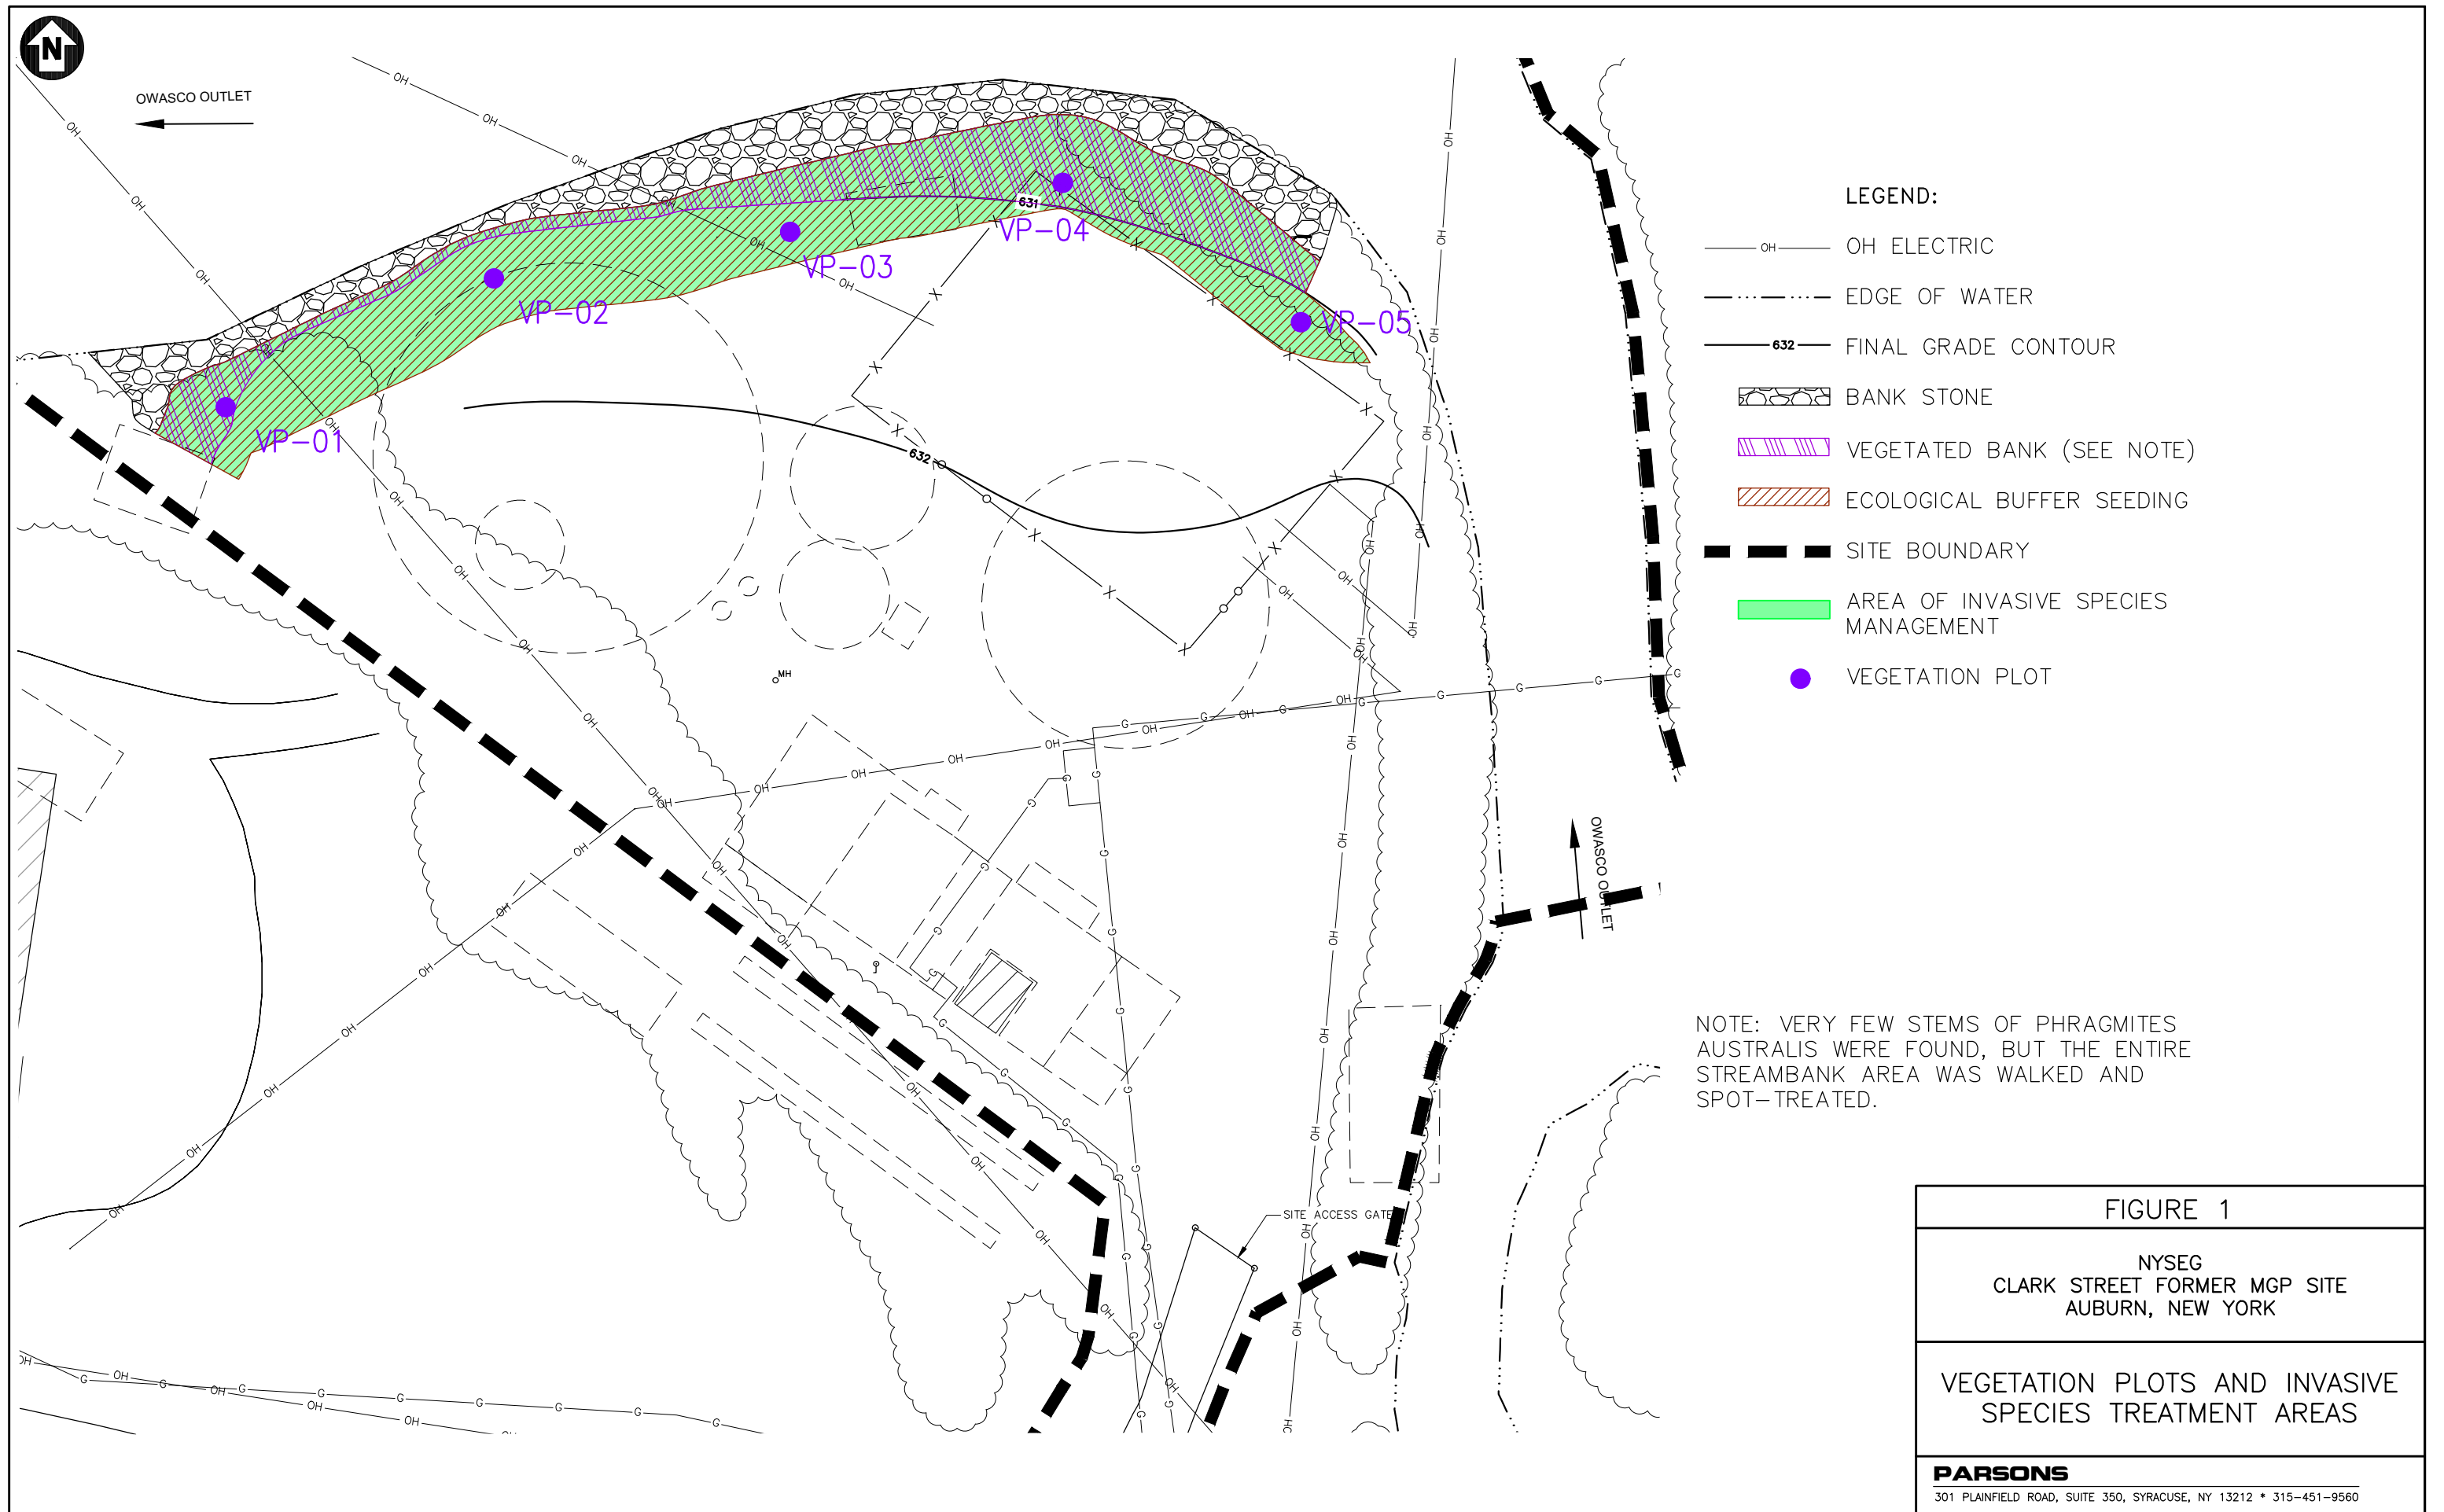 N
OWASCO OUTLET
VP-01
VP-02
VP-03
VP-04
VP-05
631
632
MH
OH
G
X
OWASCO OUTLET
SITE ACCESS GATE
LEGEND:
OH
OH ELECTRIC
EDGE OF WATER
632
FINAL GRADE CONTOUR
BANK STONE
VEGETATED BANK (SEE NOTE)
ECOLOGICAL BUFFER SEEDING
SITE BOUNDARY
AREA OF INVASIVE SPECIES
MANAGEMENT
VEGETATION PLOT
NOTE: VERY FEW STEMS OF PHRAGMITES
AUSTRALIS WERE FOUND, BUT THE ENTIRE
STREAMBANK AREA WAS WALKED AND
SPOT-TREATED.
FIGURE 1
NYSEG
CLARK STREET FORMER MGP SITE
AUBURN, NEW YORK
VEGETATION PLOTS AND INVASIVE
SPECIES TREATMENT AREAS
PARSONS
301 PLAINFIELD ROAD, SUITE 350, SYRACUSE, NY 13212 * 315-451-9560